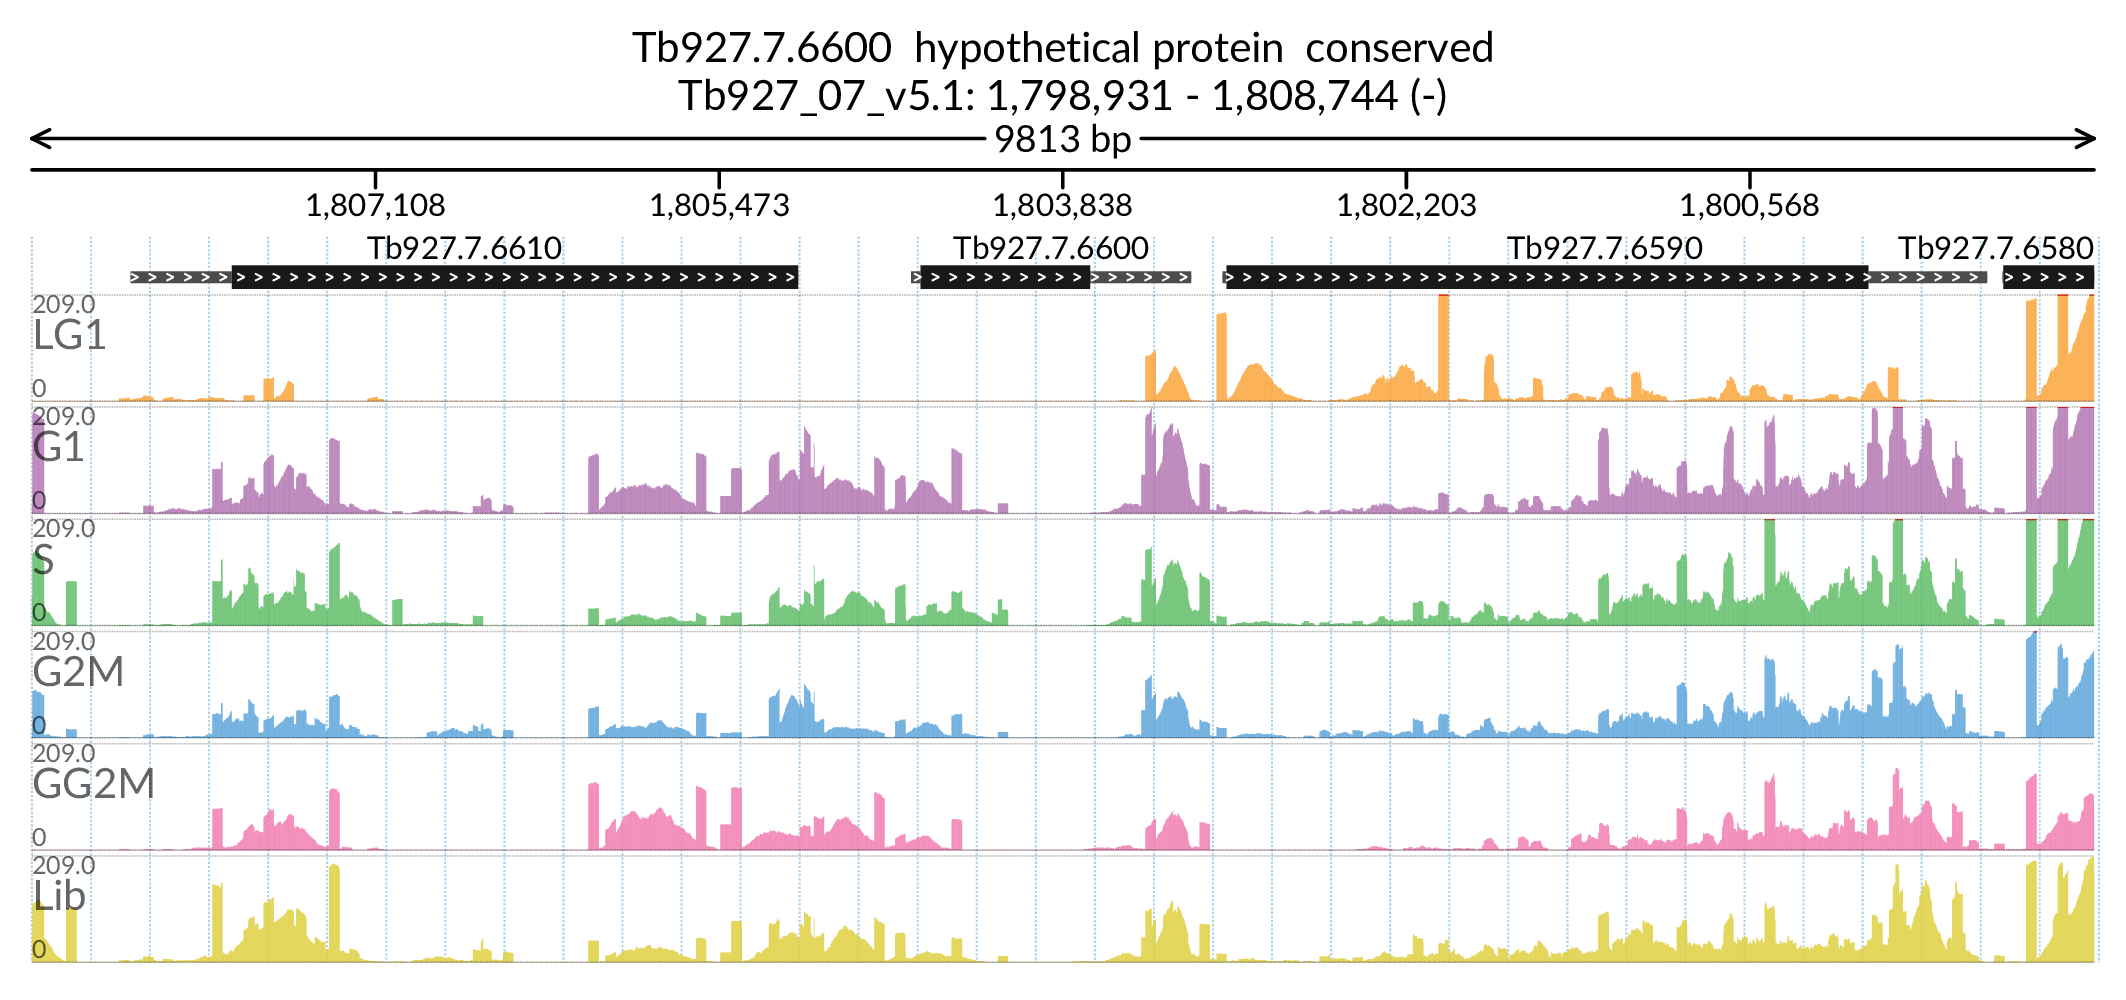 Tb927.7.6600  hypothetical protein  conserved
Tb927_07_v5.1: 1,798,931 - 1,808,744 (-)
9813 bp
1,807,108 1,805,473 1,803,838 1,802,203 1,800,568
Tb927.7.6610 Tb927.7.6600 Tb927.7.6590 Tb927.7.6580
209.0
LG1
0
209.0
G1
0
209.0
S
0
209.0
G2M
0
209.0
GG2M
0
209.0
Lib
0